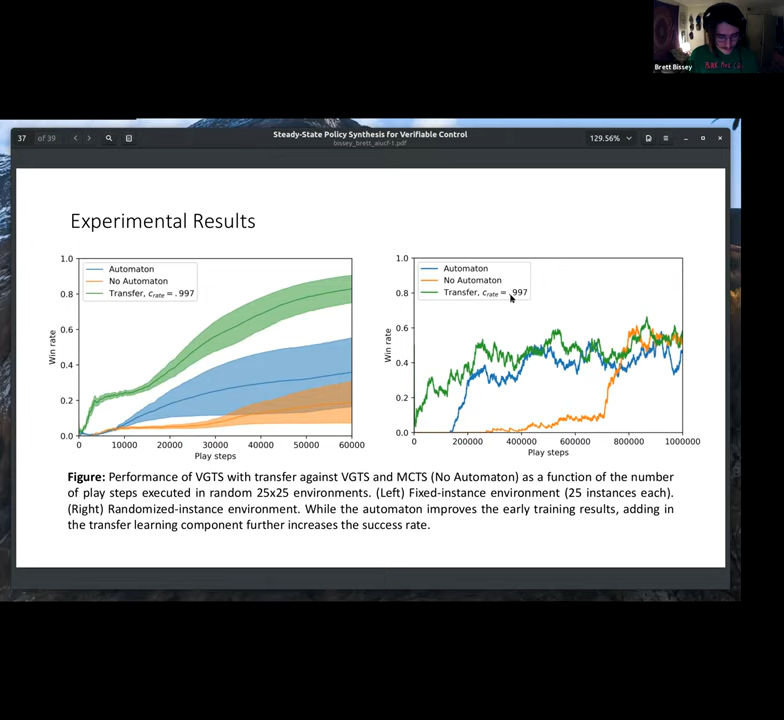 Brett Bissey
37 of 39
Steady-State Policy Synthesis for Verifiable Control
bissey_brett_aiucf-1.pdf
129.56%
Experimental Results
1.0
0.8
0.6
0.4
0.2
0.0
Win rate
Automaton
No Automaton
Transfer, c_rate = .997
0 10000 20000 30000 40000 50000 60000
Play steps
1.0
0.8
0.6
0.4
0.2
0.0
Win rate
Automaton
No Automaton
Transfer, c_rate = .997
0 200000 400000 600000 800000 1000000
Play steps
Figure: Performance of VGTS with transfer against VGTS and MCTS (No Automaton) as a function of the number
of play steps executed in random 25x25 environments. (Left) Fixed-instance environment (25 instances each).
(Right) Randomized-instance environment. While the automaton improves the early training results, adding in
the transfer learning component further increases the success rate.